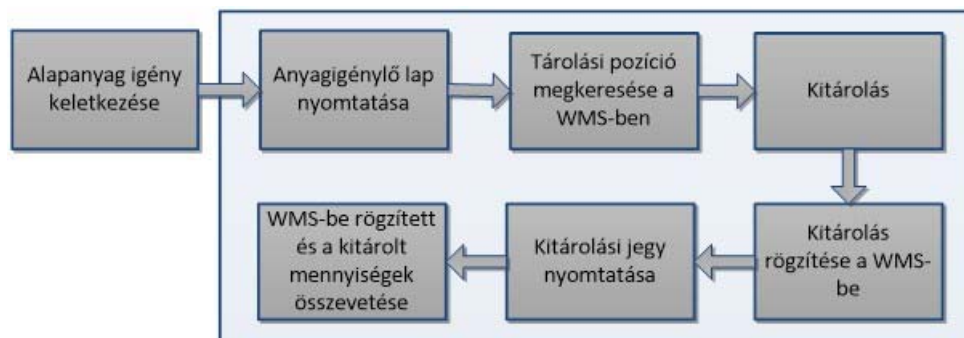 Alapanyag igény
keletkezése
Anyagigénylő lap
nyomtatása
Tárolási pozíció
megkeresése a
WMS-ben
Kitárolás
Kitárolás
rögzítése a WMS-
be
Kitárolási jegy
nyomtatása
WMS-be rögzített
és a kitárolt
mennyiségek
összevetése